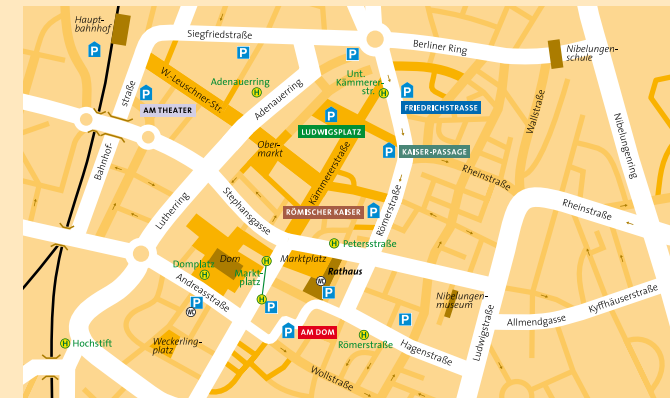 Haupt-
bahnhof
P
Siegfriedstraße
P
P
Berliner Ring
Nibelungen-
schule
W.-Leuschner-Str.
Adenauerring
H
Adenauerring
Unt.
Kämmerer-
str.
H
P
FRIEDRICHSTRASSE
P
AM THEATER
Bahnhof-
straße
P
LUDWIGSPLATZ
Ober-
markt
Kämmererstraße
P
KAISER-PASSAGE
Wallstraße
Nibelungenring
Rheinstraße
Rheinstraße
Lutherring
Stephansgasse
RÖMISCHER KAISER
P
Römerstraße
H
Petersstraße
Dom
Domplatz
H
H
Markt-
platz
H
Marktplatz
Rathaus
WC
P
Andreasstraße
P
WC
P
Nibelungen-
museum
Ludwigstraße
Allmendgasse
Kyffhäuserstraße
P
AM DOM
P
H
Römerstraße
Hagenstraße
H
Hochstift
Weckerling-
platz
Wollstraße